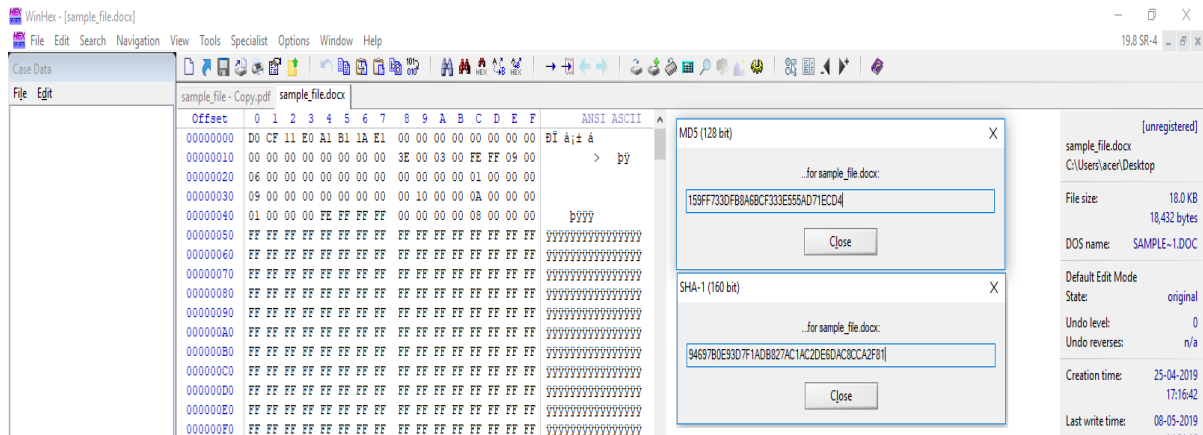 WinHex - [sample_file.docx]
File Edit Search Navigation View Tools Specialist Options Window Help 19.8 SR-4
Case Data
File Edit
sample_file - Copy.pdf sample_file.docx
Offset 0 1 2 3 4 5 6 7 8 9 A B C D E F ANSI ASCII
00000000 D0 CF 11 E0 A1 B1 1A E1 00 00 00 00 00 00 00 00 ÐÏ à¡± á
00000010 00 00 00 00 00 00 00 00 3E 00 03 00 FE FF 09 00 > þÿ
00000020 06 00 00 00 00 00 00 00 00 00 00 00 01 00 00 00
00000030 09 00 00 00 00 00 00 00 00 10 00 00 0A 00 00 00
00000040 01 00 00 00 FE FF FF FF 00 00 00 00 08 00 00 00 þÿÿÿ
00000050 FF FF FF FF FF FF FF FF FF FF FF FF FF FF FF FF ÿÿÿÿÿÿÿÿÿÿÿÿÿÿÿÿ
00000060 FF FF FF FF FF FF FF FF FF FF FF FF FF FF FF FF ÿÿÿÿÿÿÿÿÿÿÿÿÿÿÿÿ
00000070 FF FF FF FF FF FF FF FF FF FF FF FF FF FF FF FF ÿÿÿÿÿÿÿÿÿÿÿÿÿÿÿÿ
00000080 FF FF FF FF FF FF FF FF FF FF FF FF FF FF FF FF ÿÿÿÿÿÿÿÿÿÿÿÿÿÿÿÿ
00000090 FF FF FF FF FF FF FF FF FF FF FF FF FF FF FF FF ÿÿÿÿÿÿÿÿÿÿÿÿÿÿÿÿ
000000A0 FF FF FF FF FF FF FF FF FF FF FF FF FF FF FF FF ÿÿÿÿÿÿÿÿÿÿÿÿÿÿÿÿ
000000B0 FF FF FF FF FF FF FF FF FF FF FF FF FF FF FF FF ÿÿÿÿÿÿÿÿÿÿÿÿÿÿÿÿ
000000C0 FF FF FF FF FF FF FF FF FF FF FF FF FF FF FF FF ÿÿÿÿÿÿÿÿÿÿÿÿÿÿÿÿ
000000D0 FF FF FF FF FF FF FF FF FF FF FF FF FF FF FF FF ÿÿÿÿÿÿÿÿÿÿÿÿÿÿÿÿ
000000E0 FF FF FF FF FF FF FF FF FF FF FF FF FF FF FF FF ÿÿÿÿÿÿÿÿÿÿÿÿÿÿÿÿ
000000F0 FF FF FF FF FF FF FF FF FF FF FF FF FF FF FF FF ÿÿÿÿÿÿÿÿÿÿÿÿÿÿÿÿ
MD5 (128 bit)
...for sample_file.docx:
159FF733DFB8A6BCF333E555AD71ECD4
Close
SHA-1 (160 bit)
...for sample_file.docx:
94697B0E93D7F1ADB827AC1AC2DE6DAC8CCA2F81
Close
[unregistered]
sample_file.docx
C:\Users\acer\Desktop
File size: 18.0 KB
18,432 bytes
DOS name: SAMPLE~1.DOC
Default Edit Mode
State: original
Undo level: 0
Undo reverses: n/a
Creation time: 25-04-2019
17:16:42
Last write time: 08-05-2019